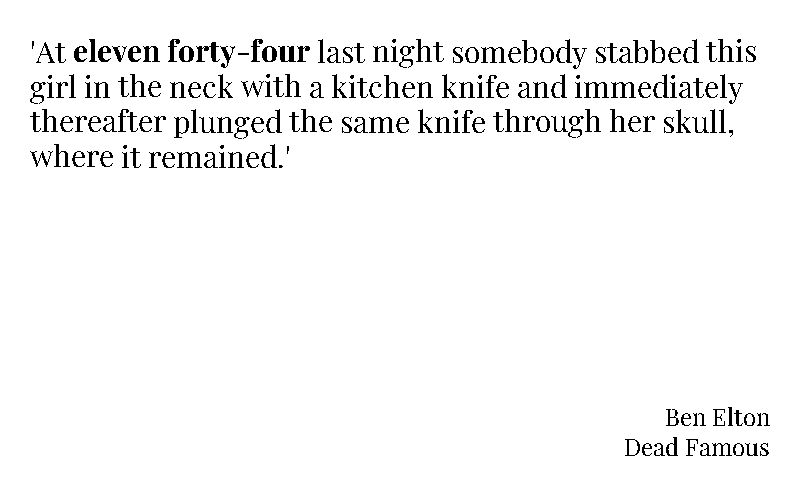 'At eleven forty-four last night somebody stabbed this
girl in the neck with a kitchen knife and immediately
thereafter plunged the same knife through her skull,
where it remained.'
Ben Elton
Dead Famous